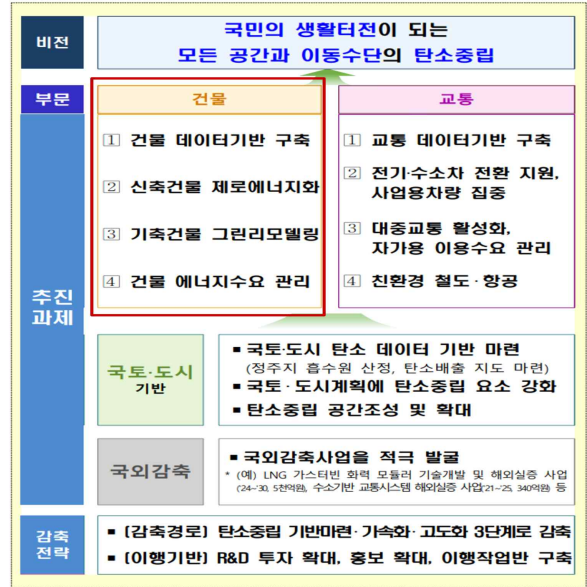 비전
국민의 생활터전이 되는
모든 공간과 이동수단의 탄소중립
부문
건물
교통
추진
과제
1 건물 데이터기반 구축
2 신축건물 제로에너지화
3 기축건물 그린리모델링
4 건물 에너지수요 관리
1 교통 데이터기반 구축
2 전기·수소차 전환 지원,
사업용차량 집중
3 대중교통 활성화,
자가용 이용수요 관리
4 친환경 철도·항공
국토·도시
기반
▪ 국토·도시 탄소 데이터 기반 마련
(정주지 흡수원 산정, 탄소배출 지도 마련)
▪ 국토·도시계획에 탄소중립 요소 강화
▪ 탄소중립 공간조성 및 확대
국외감축
▪ 국외감축사업을 적극 발굴
* (예) LNG 가스터빈 화력 모듈러 기술개발 및 해외실증 사업
('24~'30, 5천억원), 수소기반 교통시스템 해외실증 사업('21~'25, 340억원) 등
감축
전략
▪ (감축경로) 탄소중립 기반마련·가속화·고도화 3단계로 감축
▪ (이행기반) R&D 투자 확대, 홍보 확대, 이행작업반 구축